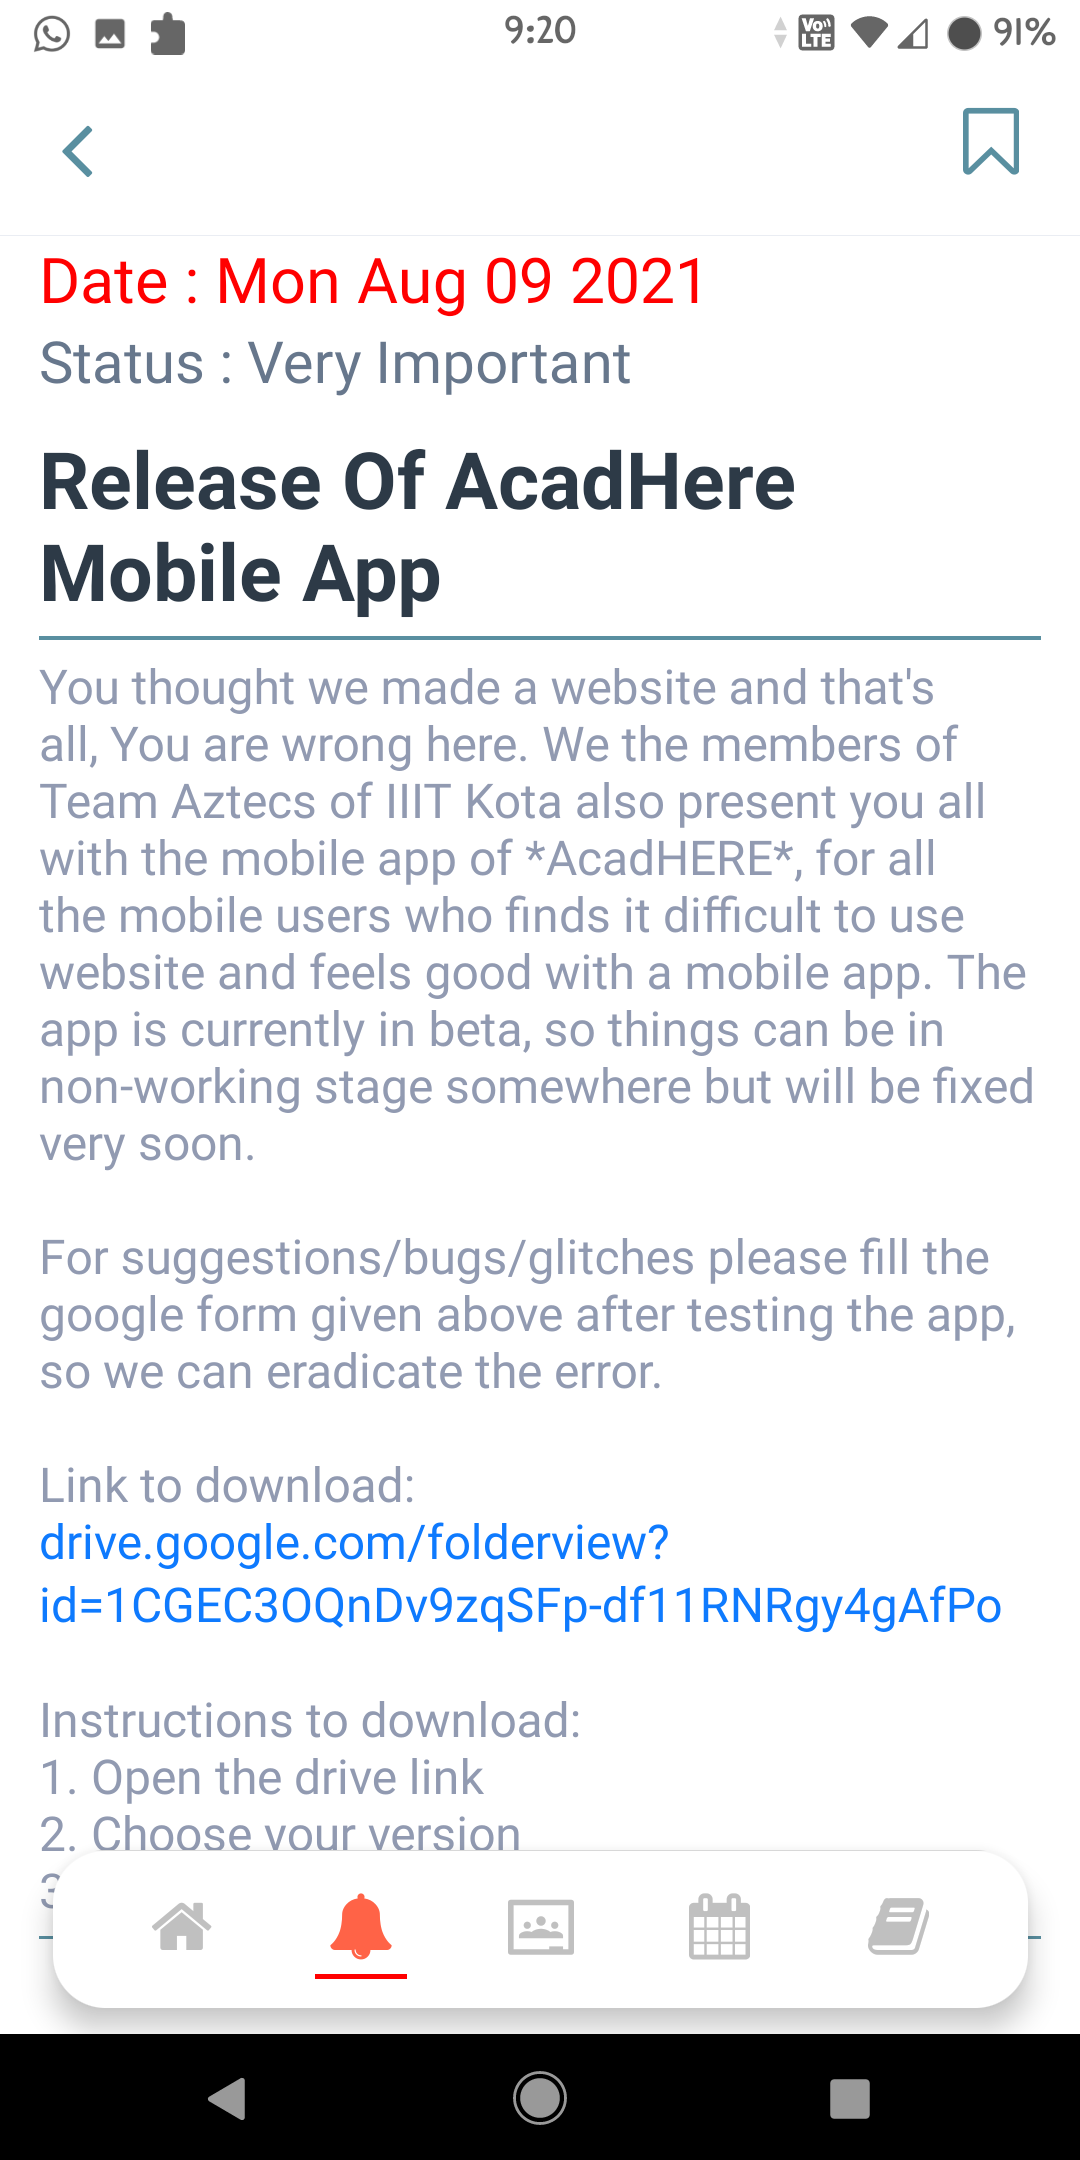 9:20
Vo)) LTE
91%
Date : Mon Aug 09 2021
Status : Very Important
Release Of AcadHere
Mobile App
You thought we made a website and that's
all, You are wrong here. We the members of
Team Aztecs of IIIT Kota also present you all
with the mobile app of *AcadHERE*, for all
the mobile users who finds it difficult to use
website and feels good with a mobile app. The
app is currently in beta, so things can be in
non-working stage somewhere but will be fixed
very soon.
For suggestions/bugs/glitches please fill the
google form given above after testing the app,
so we can eradicate the error.
Link to download:
drive.google.com/folderview?
id=1CGEC3OQnDv9zqSFp-df11RNRgy4gAfPo
Instructions to download:
1. Open the drive link
2. Choose your version